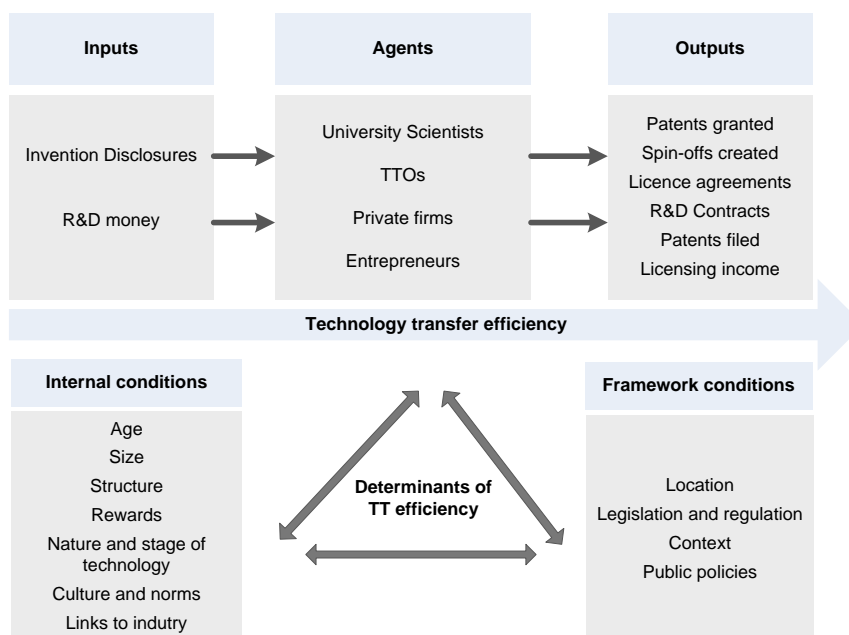 Inputs
Agents
Outputs
Invention Disclosures
R&D money
University Scientists
TTOs
Private firms
Entrepreneurs
Patents granted
Spin-offs created
Licence agreements
R&D Contracts
Patents filed
Licensing income
Technology transfer efficiency
Internal conditions
Age
Size
Structure
Rewards
Nature and stage of
technology
Culture and norms
Links to indutry
Determinants of
TT efficiency
Framework conditions
Location
Legislation and regulation
Context
Public policies